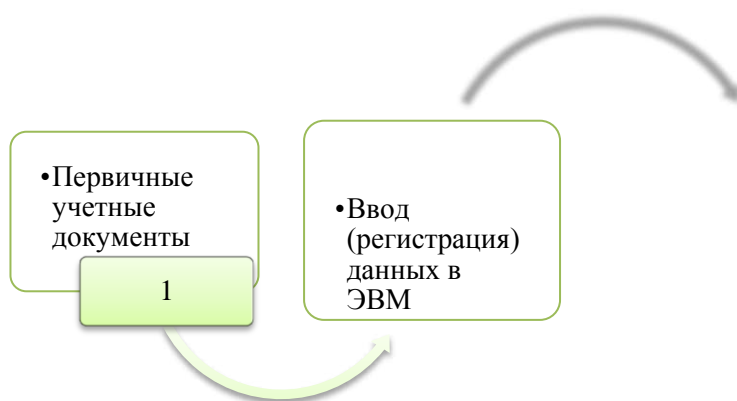 •Первичные
учетные
документы
1
•Ввод
(регистрация)
данных в
ЭВМ